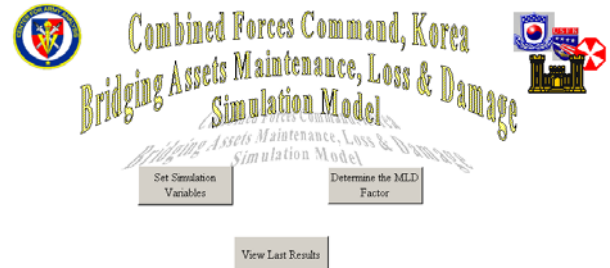 Combined Forces Command, Korea
Bridging Assets Maintenance, Loss & Damage
Simulation Model
Set Simulation
Variables
Determine the MLD
Factor
View Last Results